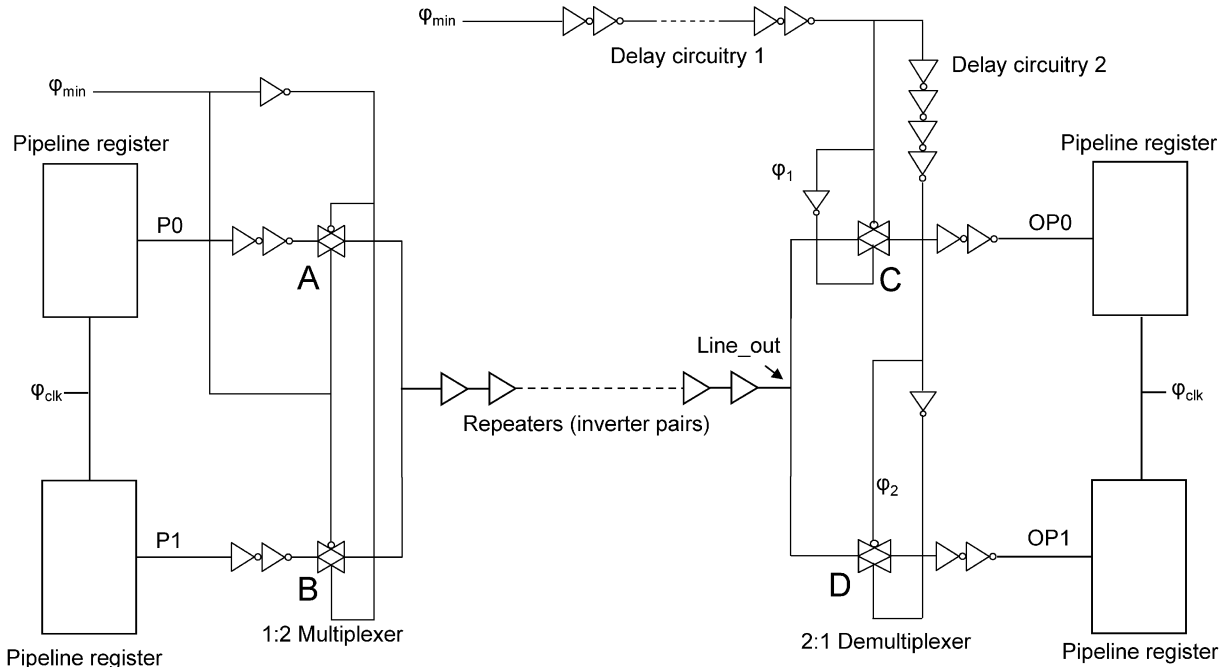 φmin
Delay circuitry 1
Delay circuitry 2
φmin
Pipeline register
Pipeline register
φ1
P0
OP0
A
C
Line_out
φclk
φclk
Repeaters (inverter pairs)
φ2
P1
OP1
B
D
1:2 Multiplexer
2:1 Demultiplexer
Pipeline register
Pipeline register